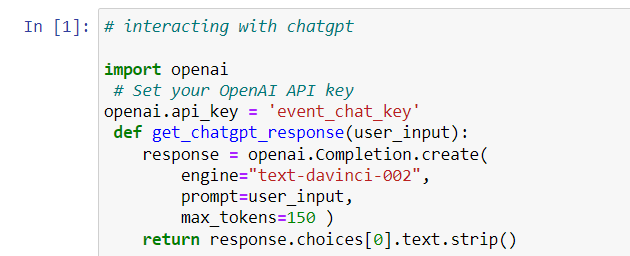 In [1]: # interacting with chatgpt
import openai
# Set your OpenAI API key
openai.api_key = 'event_chat_key'
def get_chatgpt_response(user_input):
response = openai.Completion.create(
engine="text-davinci-002",
prompt=user_input,
max_tokens=150 )
return response.choices[0].text.strip()